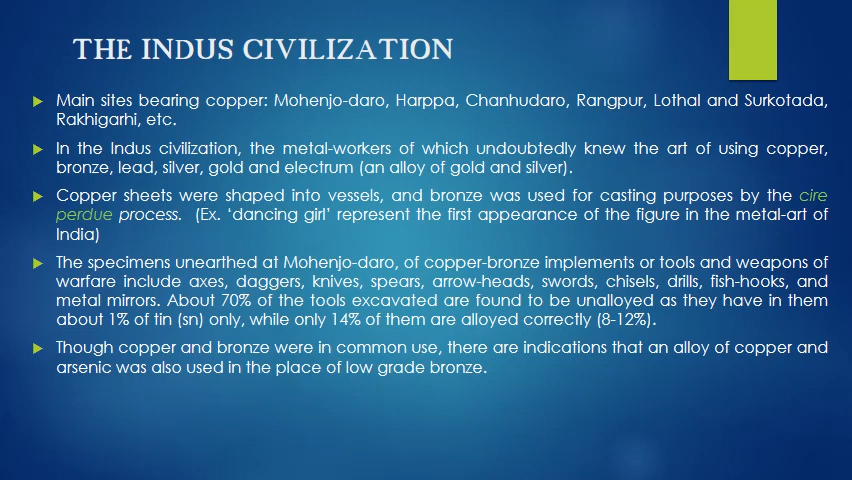 THE INDUS CIVILIZATION
Main sites bearing copper: Mohenjo-daro, Harppa, Chanhudaro, Rangpur, Lothal and Surkotada,
Rakhigarhi, etc.
In the Indus civilization, the metal-workers of which undoubtedly knew the art of using copper,
bronze, lead, silver, gold and electrum (an alloy of gold and silver).
Copper sheets were shaped into vessels, and bronze was used for casting purposes by the cire
perdue process. (Ex. ‘dancing girl’ represent the first appearance of the figure in the metal-art of
India)
The specimens unearthed at Mohenjo-daro, of copper-bronze implements or tools and weapons of
warfare include axes, daggers, knives, spears, arrow-heads, swords, chisels, drills, fish-hooks, and
metal mirrors. About 70% of the tools excavated are found to be unalloyed as they have in them
about 1% of tin (sn) only, while only 14% of them are alloyed correctly (8-12%).
Though copper and bronze were in common use, there are indications that an alloy of copper and
arsenic was also used in the place of low grade bronze.